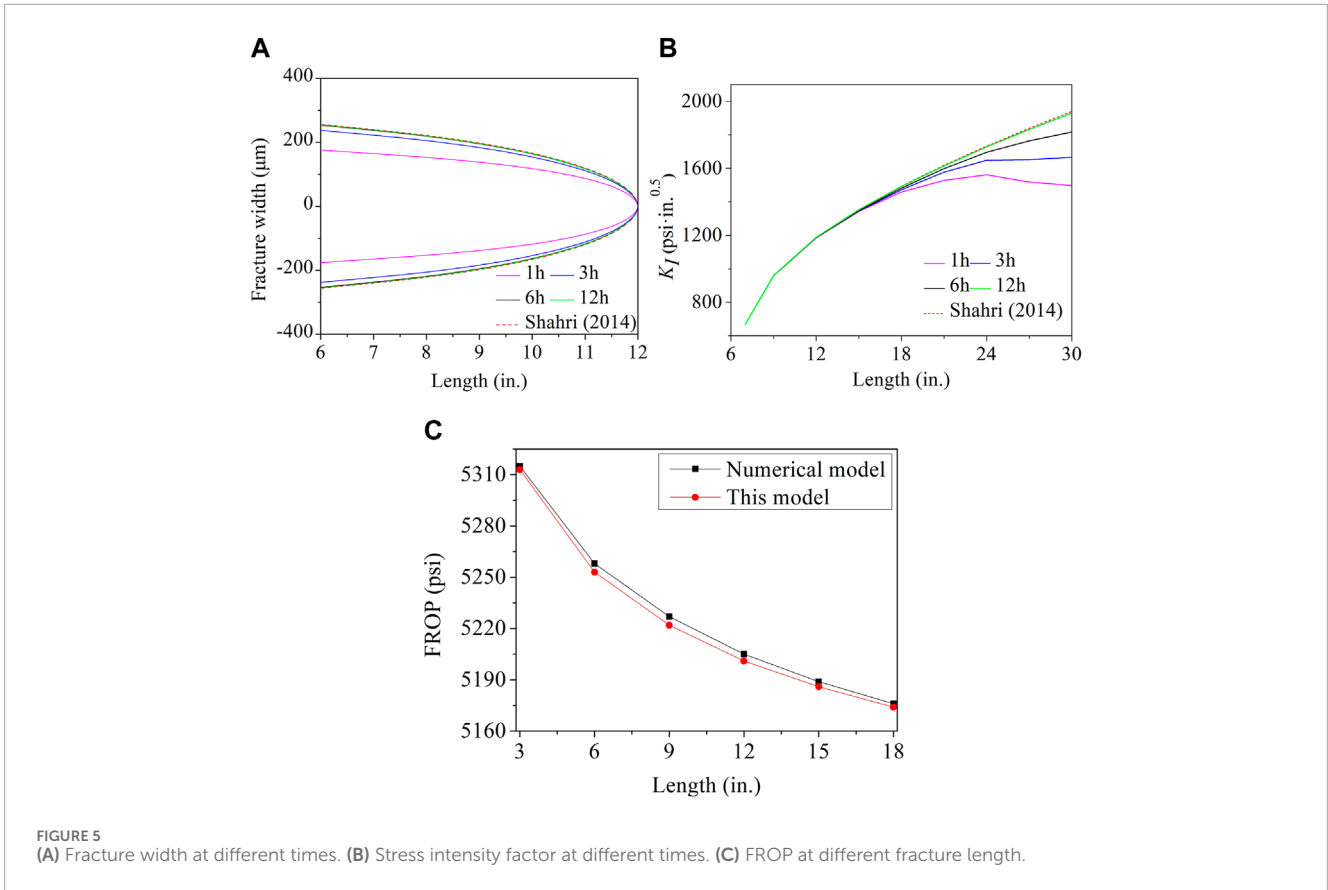 A
400
200
0
-200
-400
Fracture width (μm)
1h 3h
6h 12h
Shahri (2014)
6 7 8 9 10 11 12
Length (in.)
B
2000
1600
1200
800
K_I (psi·in.^0.5)
1h 3h
6h 12h
Shahri (2014)
6 12 18 24 30
Length (in.)
C
5310
5280
5250
5220
5190
5160
FROP (psi)
Numerical model
This model
3 6 9 12 15 18
Length (in.)
FIGURE 5
(A) Fracture width at different times. (B) Stress intensity factor at different times. (C) FROP at different fracture length.